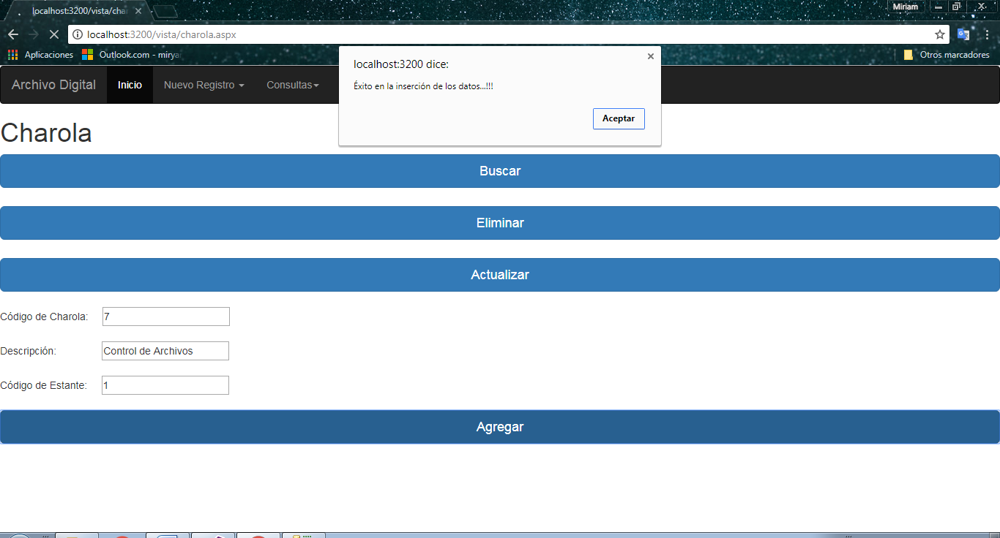 localhost:3200/vista/cha
Miriam
localhost:3200/vista/charola.aspx
Aplicaciones
Outlook.com - mirya
Otros marcadores
localhost:3200 dice:
Éxito en la inserción de los datos...!!!
Aceptar
Archivo Digital
Inicio
Nuevo Registro
Consultas
Charola
Buscar
Eliminar
Actualizar
Código de Charola: 7
Descripción: Control de Archivos
Código de Estante: 1
Agregar